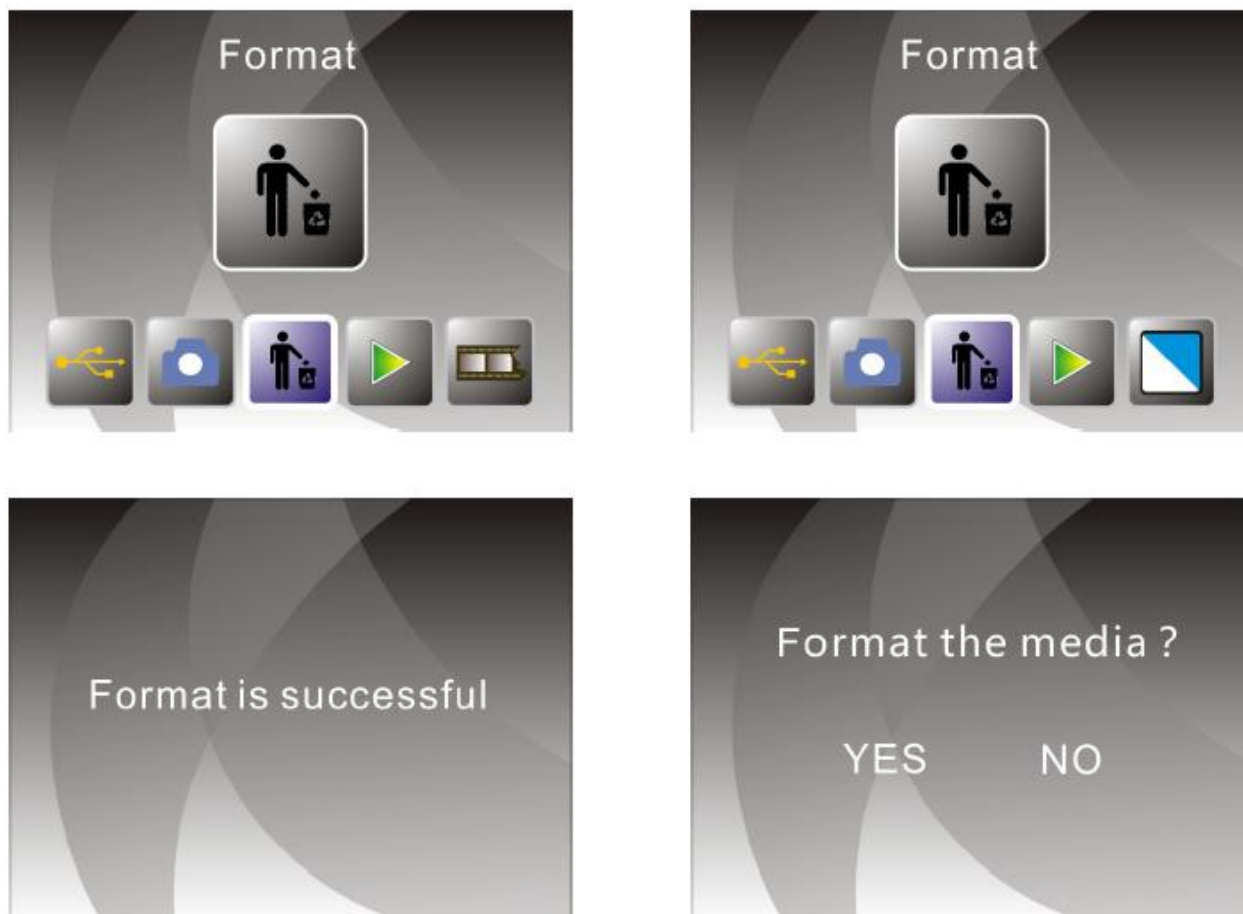 Format
Format
Format is successful
Format the media ?
YES NO